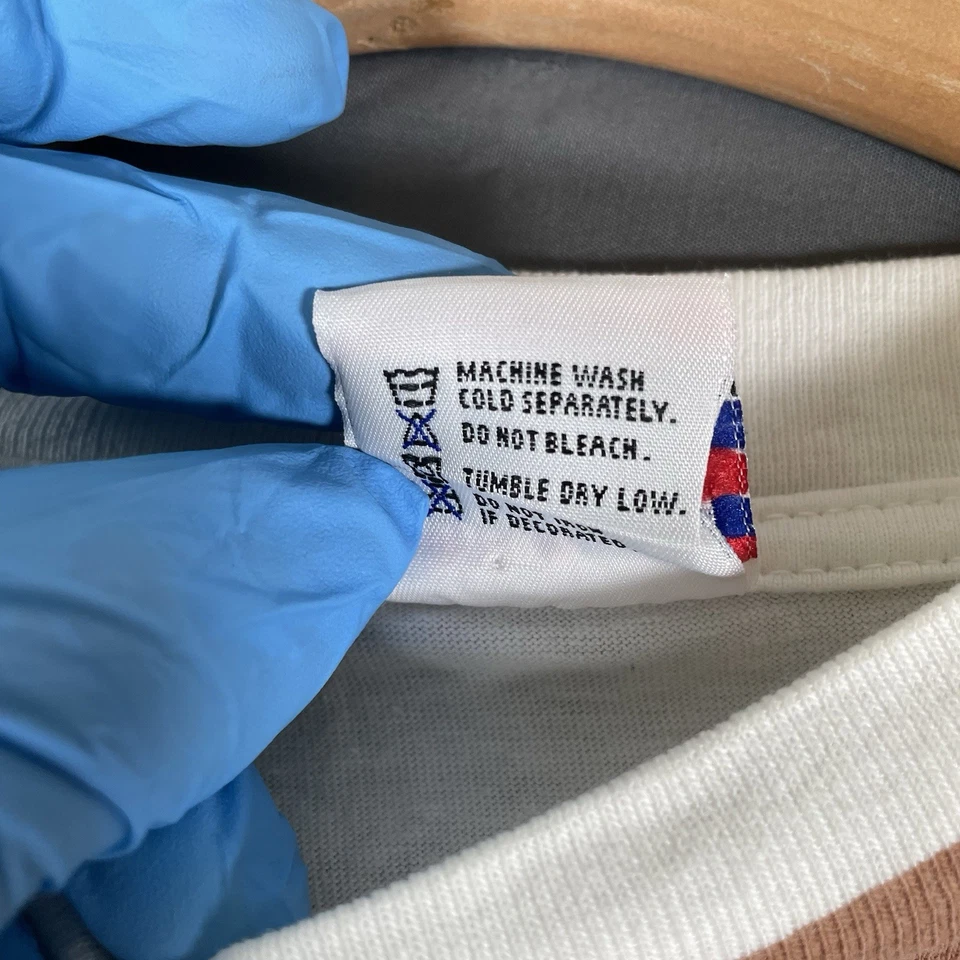 MACHINE WASH
COLD SEPARATELY.
DO NOT BLEACH.
TUMBLE DRY LOW.
DO NOT IRON
IF DECORATED.